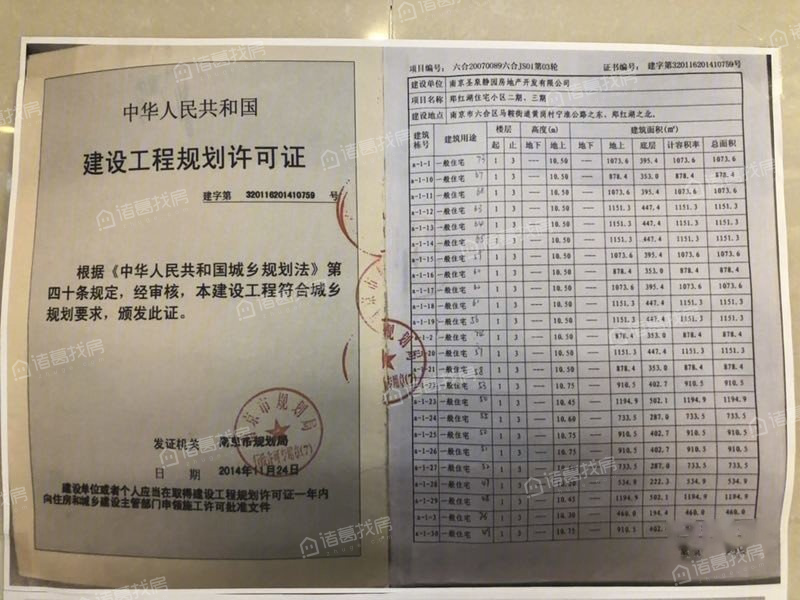 中华人民共和国
建设工程规划许可证
建字第 320116201410759 号
根据《中华人民共和国城乡规划法》第
四十条规定，经审核，本建设工程符合城乡
规划要求，颁发此证。
发证机关 南京市规划局
日 期 2014年11月24日
建设单位或者个人应当在取得建设工程规划许可证一年内
向住房和城乡建设主管部门申领施工许可批准文件
项目编号： 六合20070089六合JS01第03轮 证书编号： 建字第320116201410759号
建设单位 南京圣泉静园房地产开发有限公司
项目名称 郑红湖住宅小区二期、三期
建设地点 南京市六合区马鞍街道黄岗村宁淮公路之东、郑红湖之北。
建筑栋号 建筑用途 楼层 高度(m) 建筑面积(㎡)
起 止 地下 地上 地下 地上 底层 计容积率 总面积
a-1-1 一般住宅 73 1 3 —— 10.50 —— 1073.6 395.4 1073.6 1073.6
a-1-10 一般住宅 67 1 3 —— 10.50 —— 878.4 353.0 878.4 878.4
a-1-11 一般住宅 1 3 —— 10.50 —— 1073.6 395.4 1073.6 1073.6
a-1-12 一般住宅 63 1 3 —— 10.50 —— 1151.3 447.4 1151.3 1151.3
a-1-13 一般住宅 1 3 —— 10.50 —— 1151.3 447.4 1151.3 1151.3
a-1-14 一般住宅 1 3 —— 10.50 —— 1151.3 447.4 1151.3 1151.3
a-1-15 一般住宅 1 3 —— 10.50 —— 878.4 353.0 878.4 878.4
a-1-16 一般住宅 1 3 —— 10.50 —— 878.4 353.0 878.4 878.4
a-1-17 一般住宅 1 3 —— 10.50 —— 1073.6 395.4 1073.6 1073.6
a-1-18 一般住宅 1 3 —— 10.50 —— 1151.3 447.4 1151.3 1151.3
a-1-19 一般住宅 56 1 3 —— 10.50 —— 1151.3 447.4 1151.3 1151.3
a-1-2 一般住宅 1 3 —— 10.50 —— 878.4 353.0 878.4 878.4
a-1-20 一般住宅 57 1 3 —— 10.50 —— 1151.3 447.4 1151.3 1151.3
a-1-21 一般住宅 58 1 3 —— 10.50 —— 878.4 353.0 878.4 878.4
a-1-23 一般住宅 53 1 3 —— 10.75 —— 910.5 402.7 910.5 910.5
一般住宅 1 3 —— 10.45 —— 1194.9 502.1 1194.9 1194.9
a-1-24 一般住宅 1 3 —— 10.60 —— 733.5 287.0 733.5 733.5
a-1-25 一般住宅 1 3 —— 10.75 —— 910.5 402.7 910.5 910.5
a-1-26 一般住宅 1 3 —— 10.75 —— 910.5 402.7 910.5 910.5
a-1-27 一般住宅 1 3 —— 10.60 —— 733.5 287.0 733.5 733.5
a-1-28 一般住宅 1 3 —— 10.75 —— 534.9 222.3 534.9 534.9
a-1-29 一般住宅 1 3 —— 10.45 —— 1194.9 502.1 1194.9 1194.9
a-1-3 一般住宅 1 3 —— 10.30 —— 460.0 194.4 460.0 460.0
a-1-30 一般住宅 1 3 —— 10.75 —— 910.5 402.
南京市规划局
诸葛找房